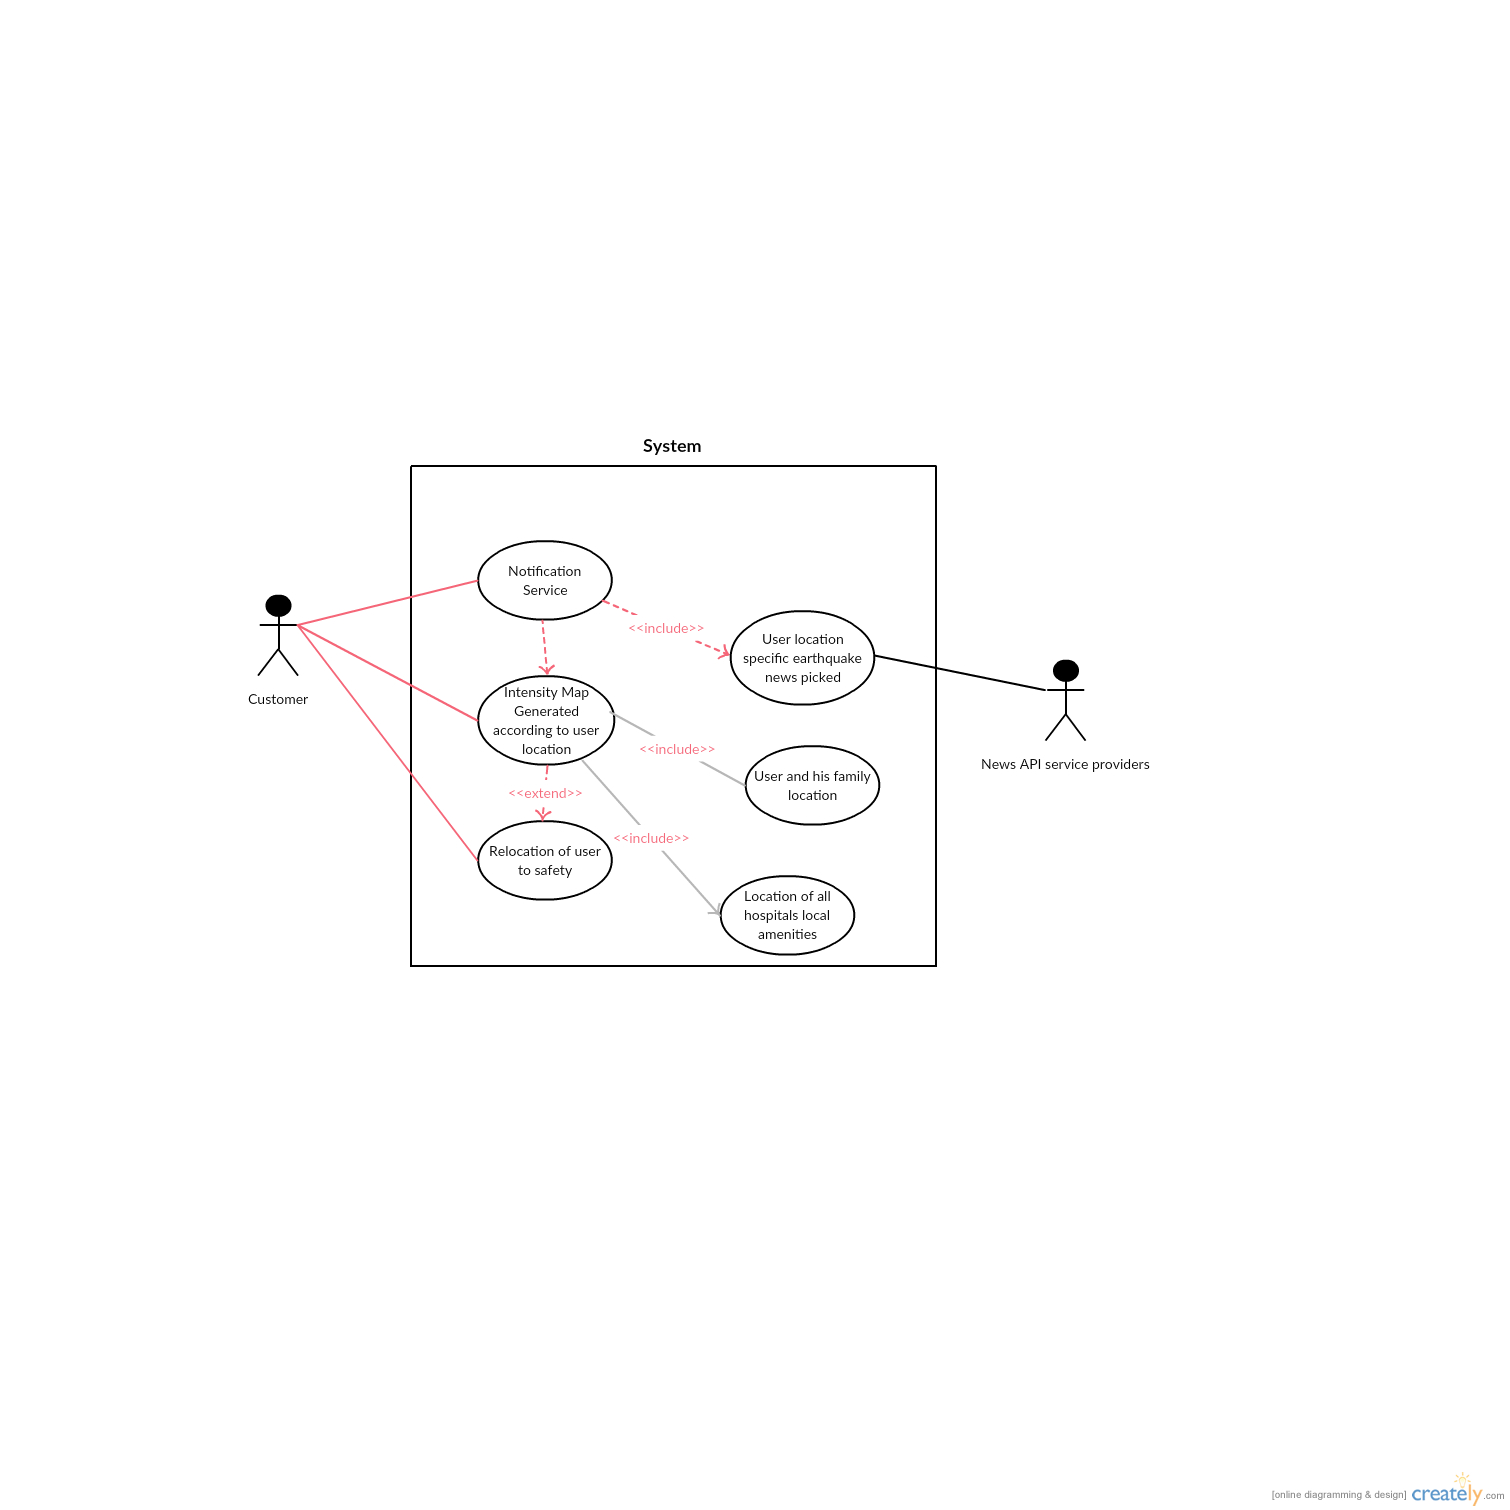 System
Notification
Service
<<include>>
User location
specific earthquake
news picked
Customer
Intensity Map
Generated
according to user
location
<<include>>
News API service providers
User and his family
location
<<extend>>
<<include>>
Relocation of user
to safety
Location of all
hospitals local
amenities
[online diagramming & design] creately.com